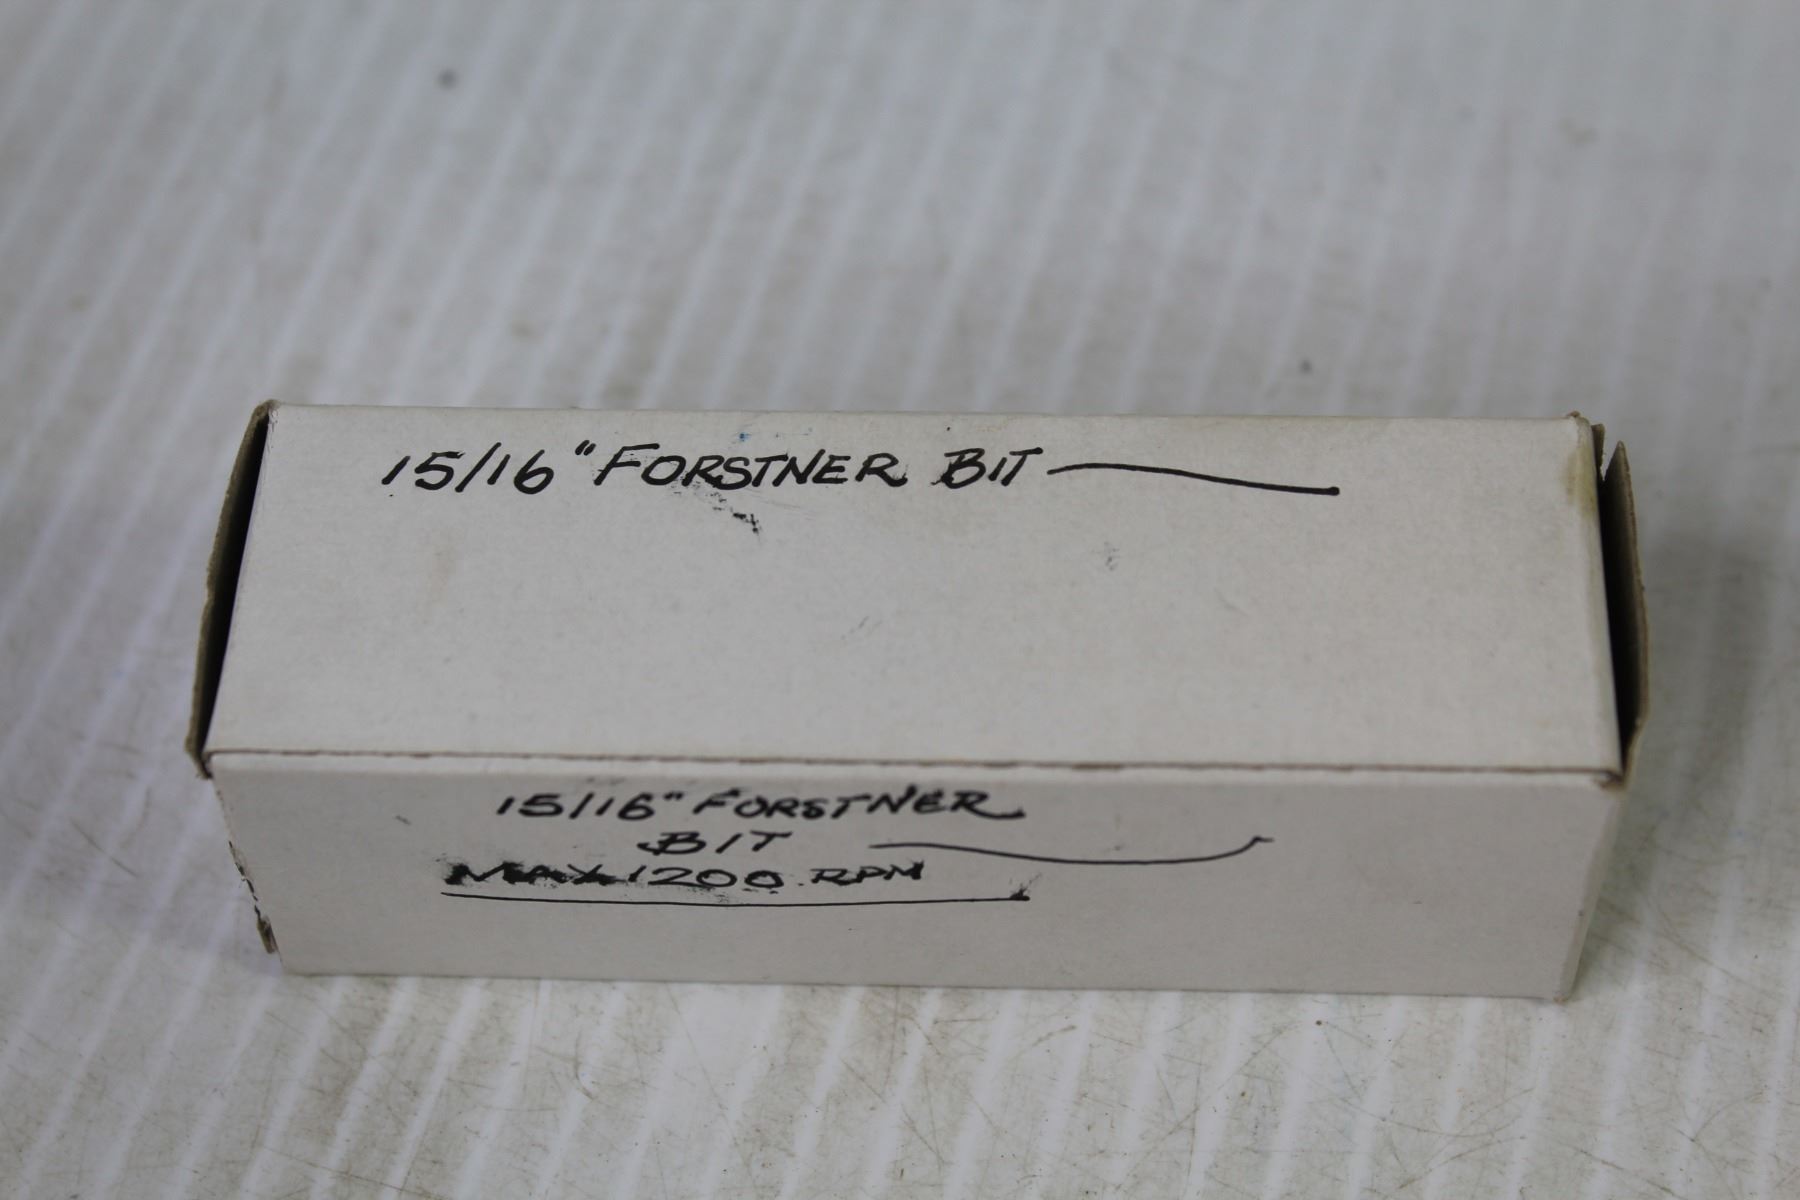 15/16" FORSTNER BIT
15/16" FORSTNER
BIT
MAX 1200 RPM